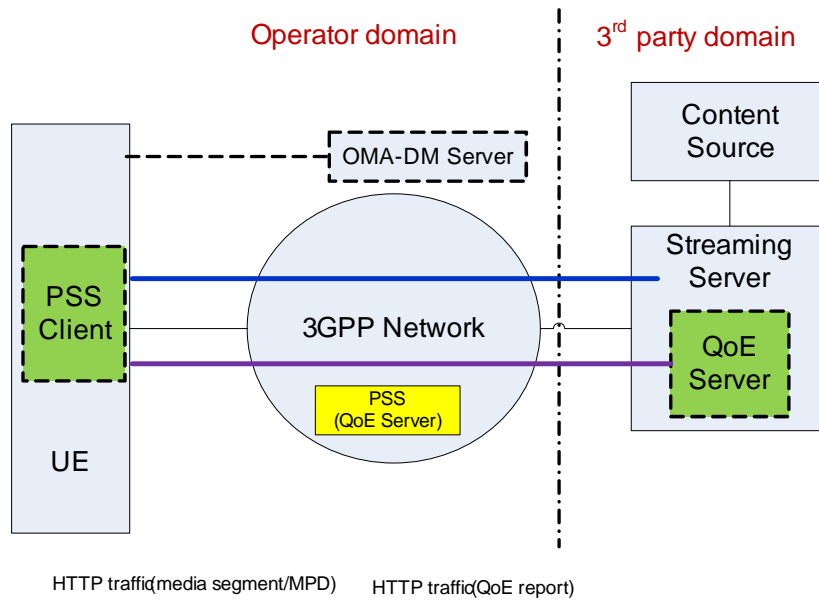 Operator domain
3rd party domain
OMA-DM Server
Content
Source
PSS
Client
UE
3GPP Network
PSS
(QoE Server)
Streaming
Server
QoE
Server
HTTP traffic(media segment/MPD)
HTTP traffic(QoE report)